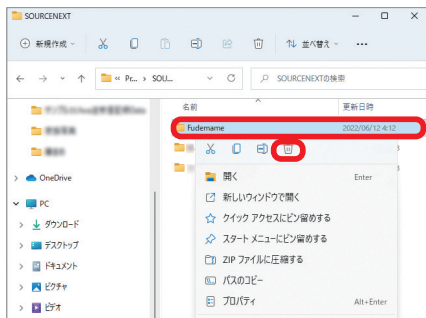 SOURCENEXT
新規作成
並べ替え
Pr... > SOU...
SOURCENEXTの検索
名前
更新日時
Fudemame
2022/06/12 4:12
OneDrive
PC
ダウンロード
デスクトップ
ドキュメント
ピクチャ
ビデオ
開く Enter
新しいウィンドウで開く
クイック アクセスにピン留めする
スタート メニューにピン留めする
ZIP ファイルに圧縮する
パスのコピー
プロパティ Alt+Enter